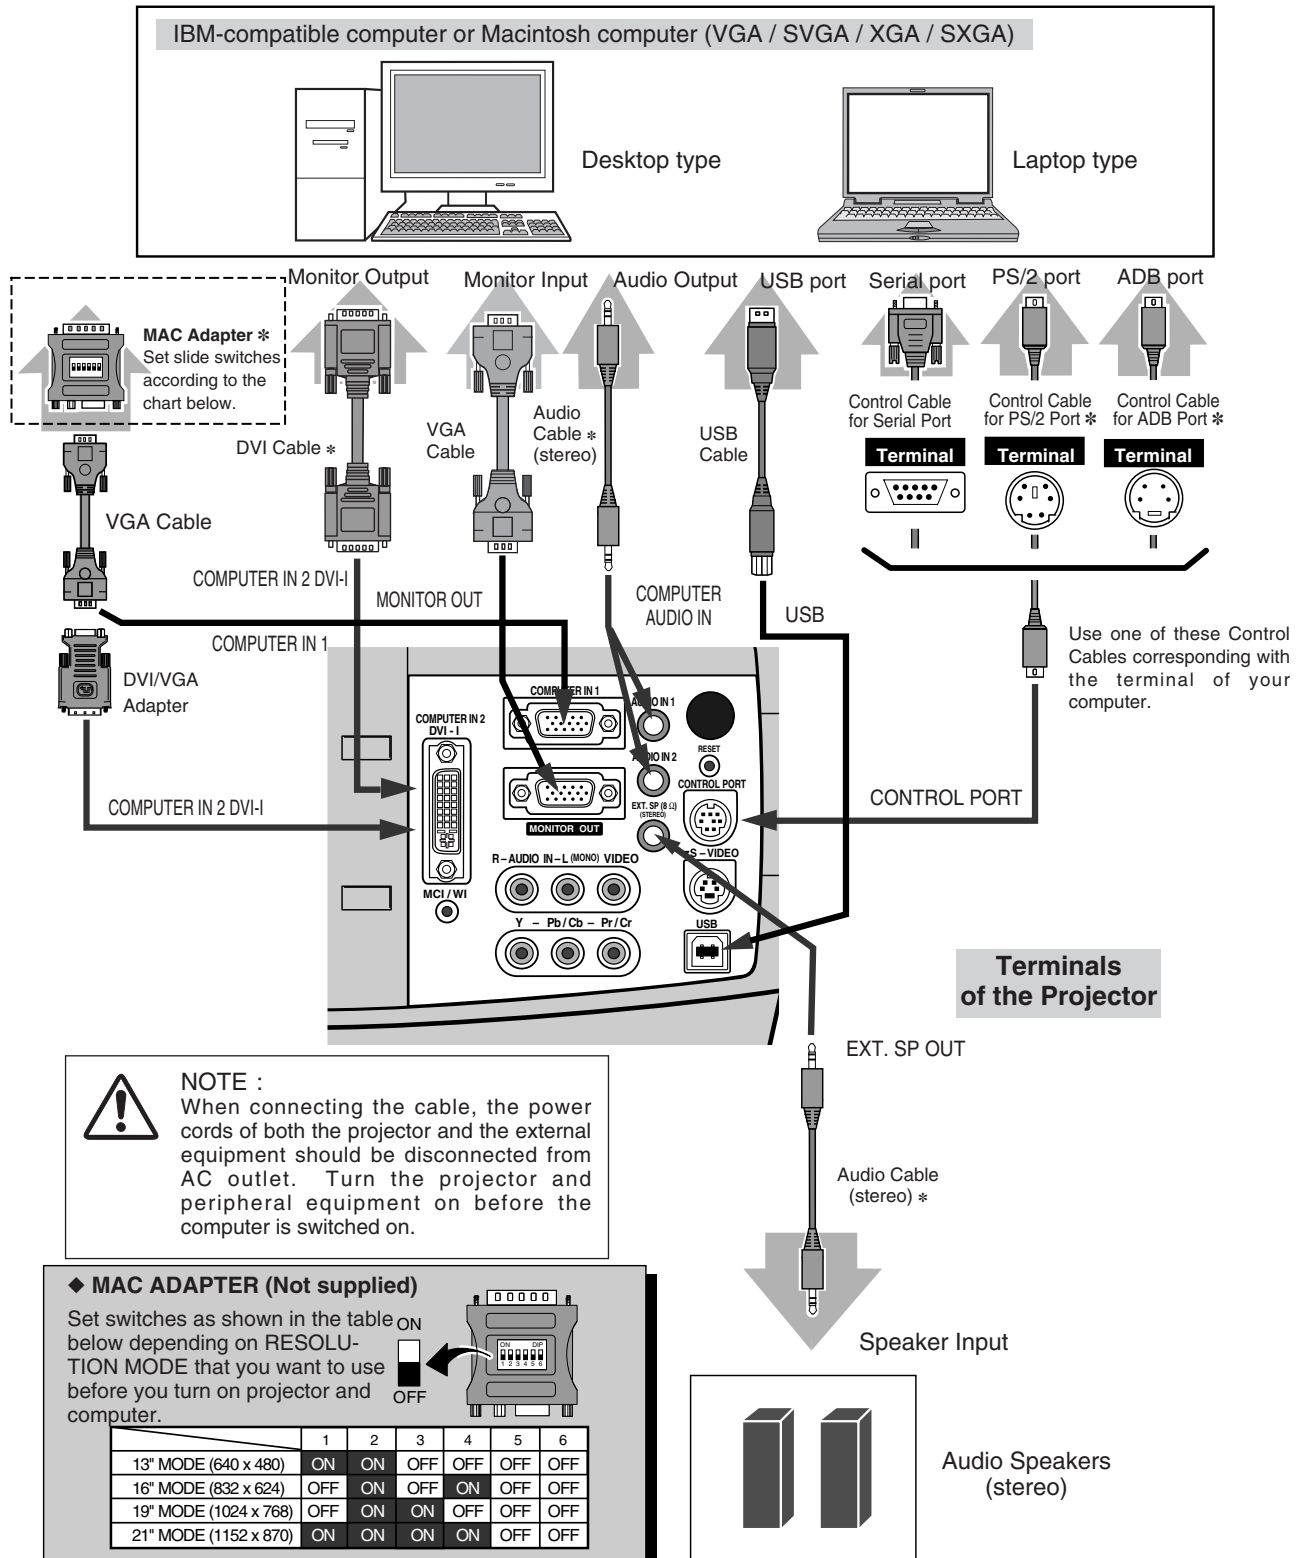 IBM-compatible computer or Macintosh computer (VGA / SVGA / XGA / SXGA)
Desktop type
Laptop type
Monitor Output
Monitor Input
Audio Output
USB port
Serial port
PS/2 port
ADB port
MAC Adapter *
Set slide switches
according to the
chart below.
DVI Cable *
VGA
Cable
Audio
Cable *
(stereo)
USB
Cable
Control Cable
for Serial Port
Control Cable
for PS/2 Port *
Control Cable
for ADB Port *
Terminal
Terminal
Terminal
VGA Cable
COMPUTER IN 2 DVI-I
MONITOR OUT
COMPUTER
AUDIO IN
USB
COMPUTER IN 1
Use one of these Control
Cables corresponding with
the terminal of your
computer.
DVI/VGA
Adapter
COMPUTER IN 2 DVI-I
CONTROL PORT
COMPUTER IN 1
AUDIO IN 1
COMPUTER IN 2
DVI - I
AUDIO IN 2
RESET
CONTROL PORT
EXT. SP (8 Ω)
(STEREO)
MONITOR OUT
S – VIDEO
R – AUDIO IN – L (MONO) VIDEO
MCI / WI
Y – Pb / Cb – Pr / Cr
USB
Terminals
of the Projector
EXT. SP OUT
NOTE :
When connecting the cable, the power
cords of both the projector and the external
equipment should be disconnected from
AC outlet. Turn the projector and
peripheral equipment on before the
computer is switched on.
Audio Cable
(stereo) *
Speaker Input
Audio Speakers
(stereo)
◆ MAC ADAPTER (Not supplied)
Set switches as shown in the table
below depending on RESOLU-
TION MODE that you want to use
before you turn on projector and
computer.
ON
OFF
ON DIP
1 2 3 4 5 6
1 2 3 4 5 6
13" MODE (640 x 480) ON ON OFF OFF OFF OFF
16" MODE (832 x 624) OFF ON OFF ON OFF OFF
19" MODE (1024 x 768) OFF ON ON OFF OFF OFF
21" MODE (1152 x 870) ON ON ON ON OFF OFF